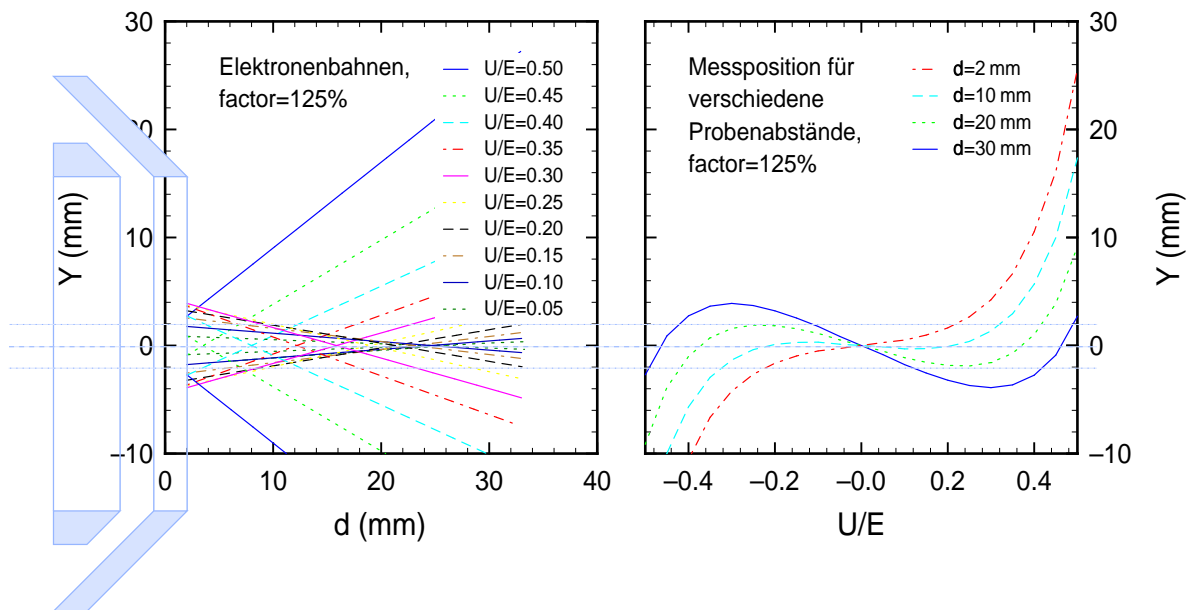 30
20
10
0
−10
Y (mm)
0
10
20
30
40
d (mm)
Elektronenbahnen,
factor=125%
U/E=0.50
U/E=0.45
U/E=0.40
U/E=0.35
U/E=0.30
U/E=0.25
U/E=0.20
U/E=0.15
U/E=0.10
U/E=0.05
Messposition für
verschiedene
Probenabstände,
factor=125%
d=2 mm
d=10 mm
d=20 mm
d=30 mm
30
20
10
0
−10
Y (mm)
−0.4
−0.2
−0.0
0.2
0.4
U/E